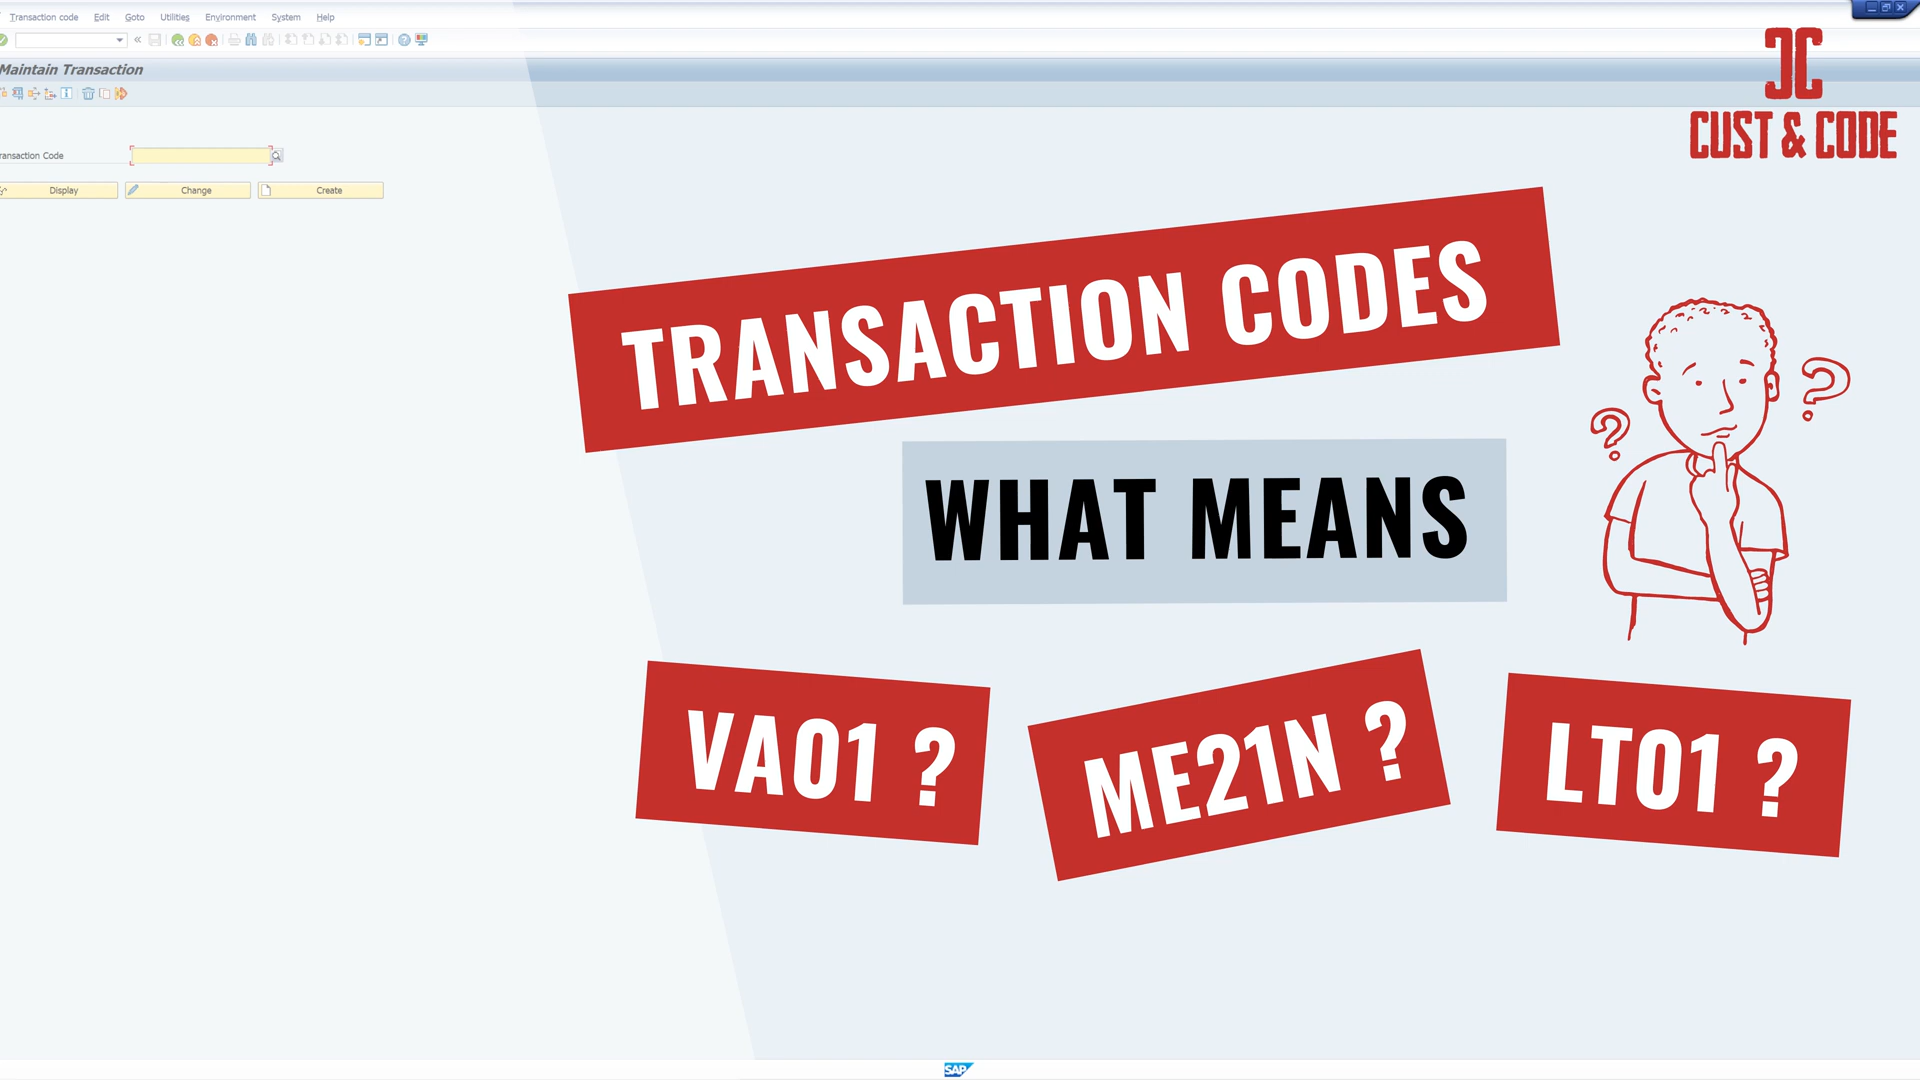 Transaction code Edit Goto Utilities Environment System Help
Maintain Transaction
ransaction Code
Display Change Create
CUST & CODE
TRANSACTION CODES
WHAT MEANS
?
?
VA01 ?
ME21N ?
LT01 ?
SAP